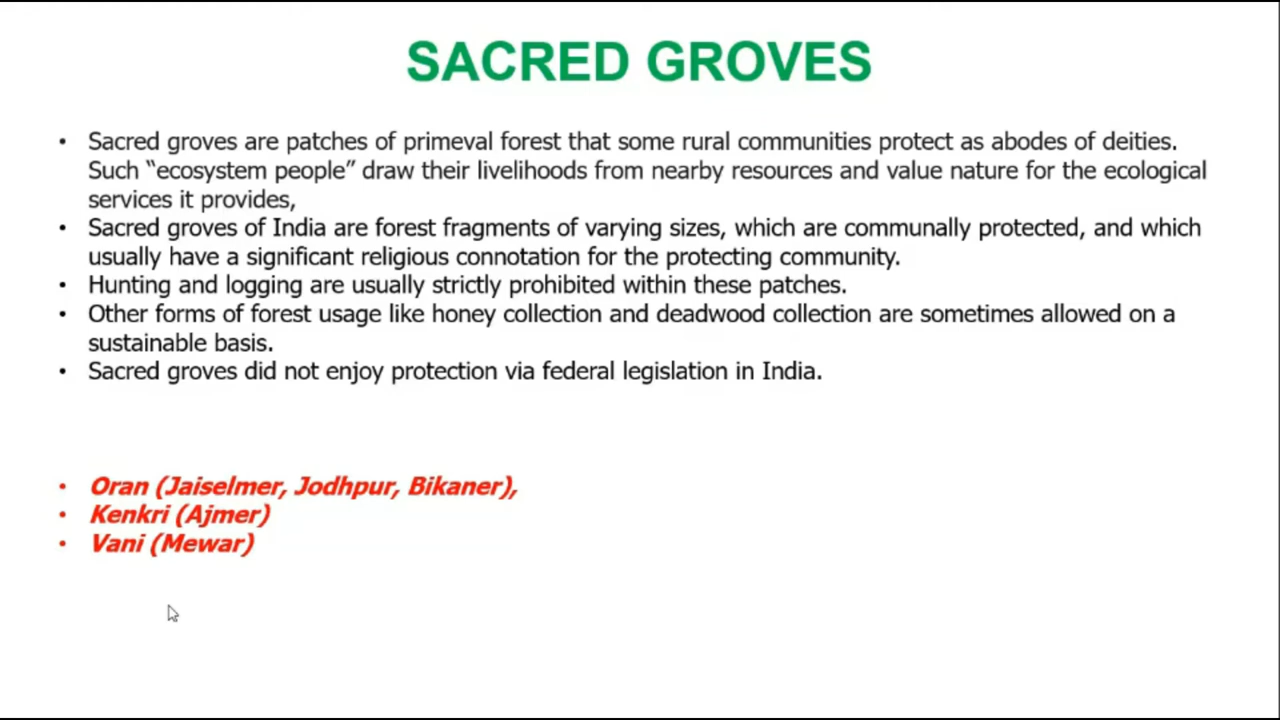 SACRED GROVES
• Sacred groves are patches of primeval forest that some rural communities protect as abodes of deities.
Such “ecosystem people” draw their livelihoods from nearby resources and value nature for the ecological
services it provides,
• Sacred groves of India are forest fragments of varying sizes, which are communally protected, and which
usually have a significant religious connotation for the protecting community.
• Hunting and logging are usually strictly prohibited within these patches.
• Other forms of forest usage like honey collection and deadwood collection are sometimes allowed on a
sustainable basis.
• Sacred groves did not enjoy protection via federal legislation in India.
• Oran (Jaiselmer, Jodhpur, Bikaner),
• Kenkri (Ajmer)
• Vani (Mewar)